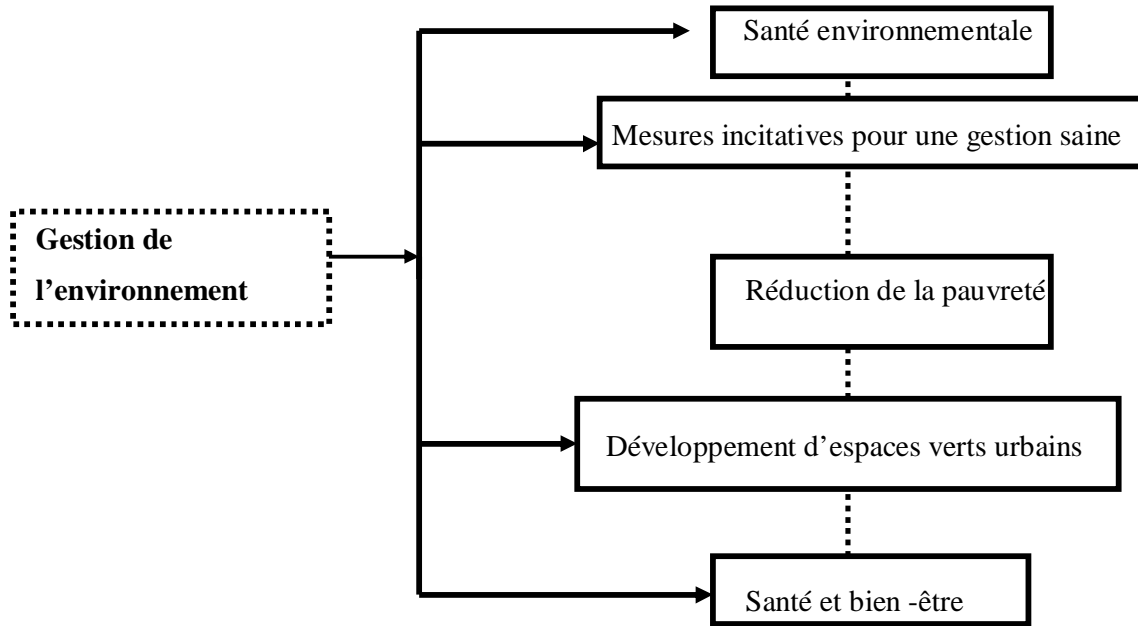 Santé environnementale
Mesures incitatives pour une gestion saine
Gestion de
l’environnement
Réduction de la pauvreté
Développement d’espaces verts urbains
Santé et bien -être